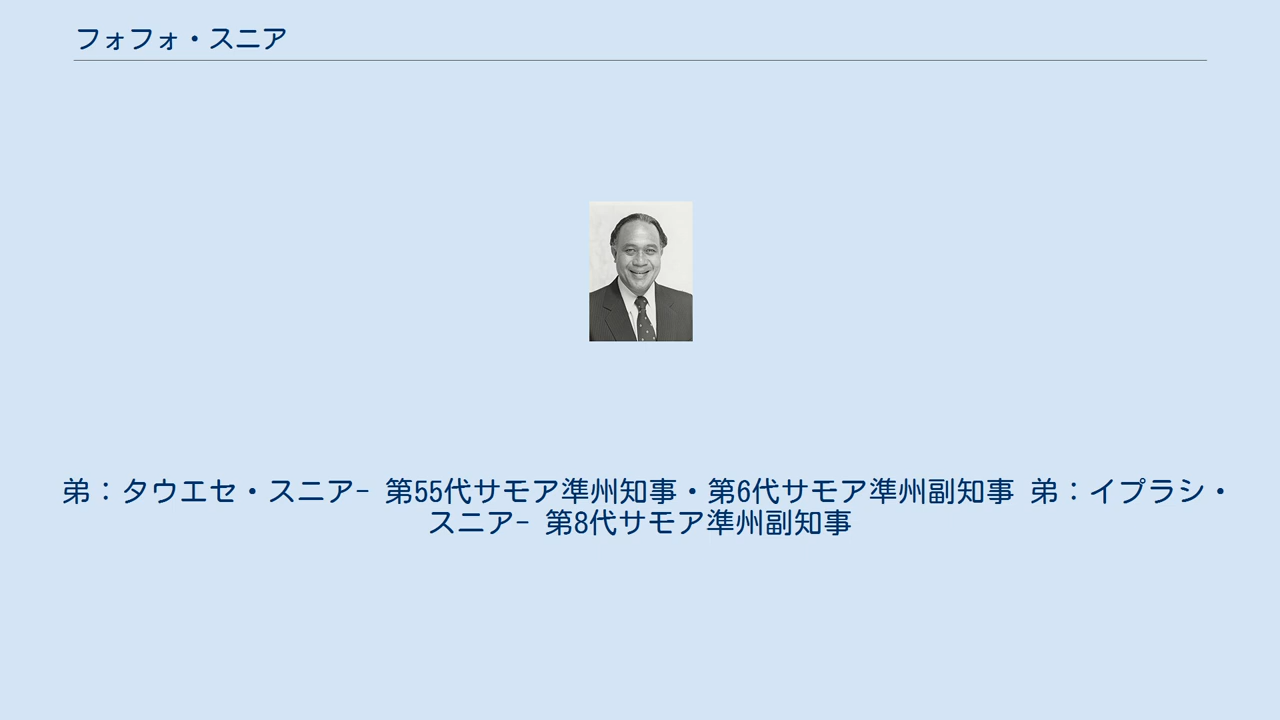 フォフォ・スニア
弟：タウエセ・スニア- 第55代サモア準州知事・第6代サモア準州副知事 弟：イプラシ・
スニア- 第8代サモア準州副知事